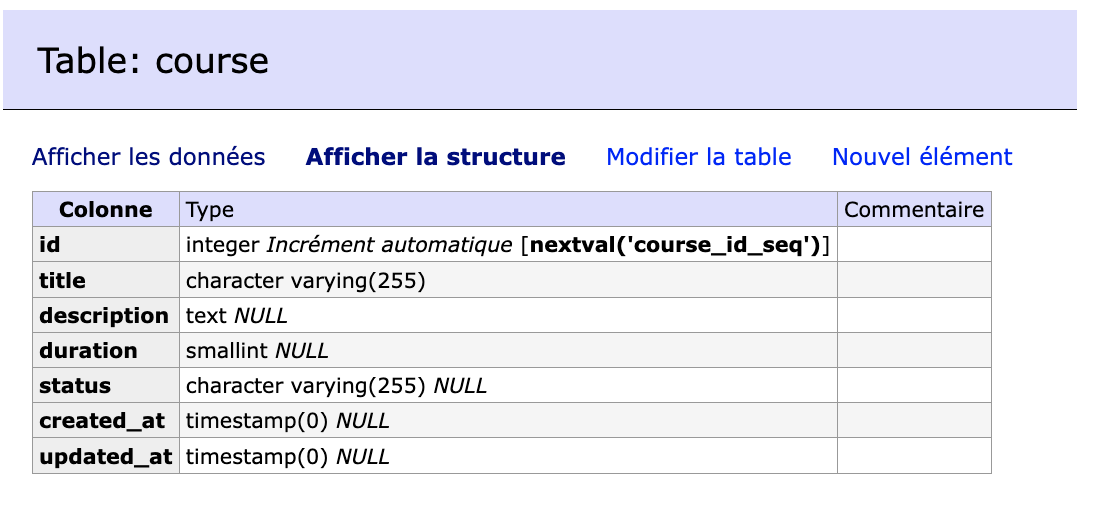 Table: course
Afficher les données Afficher la structure Modifier la table Nouvel élément
Colonne Type Commentaire
id integer Incrément automatique [nextval('course_id_seq')]
title character varying(255)
description text NULL
duration smallint NULL
status character varying(255) NULL
created_at timestamp(0) NULL
updated_at timestamp(0) NULL